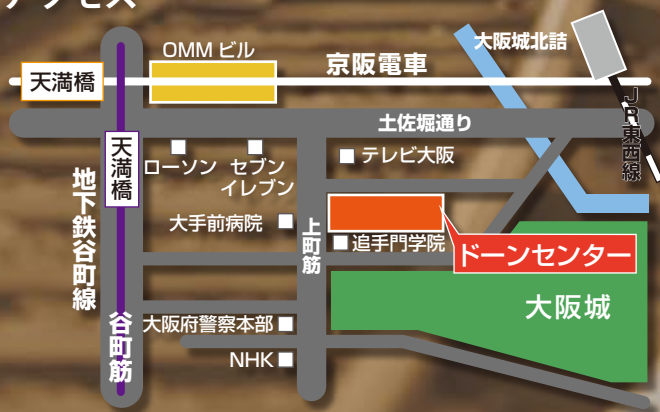 アクセス
OMM ビル
大阪城北詰
天満橋
京阪電車
JR東西線
土佐堀通り
天満橋
ローソン
セブン
イレブン
テレビ大阪
地下鉄谷町線
大手前病院
上町筋
追手門学院
ドーンセンター
大阪城
谷町筋
大阪府警察本部
NHK